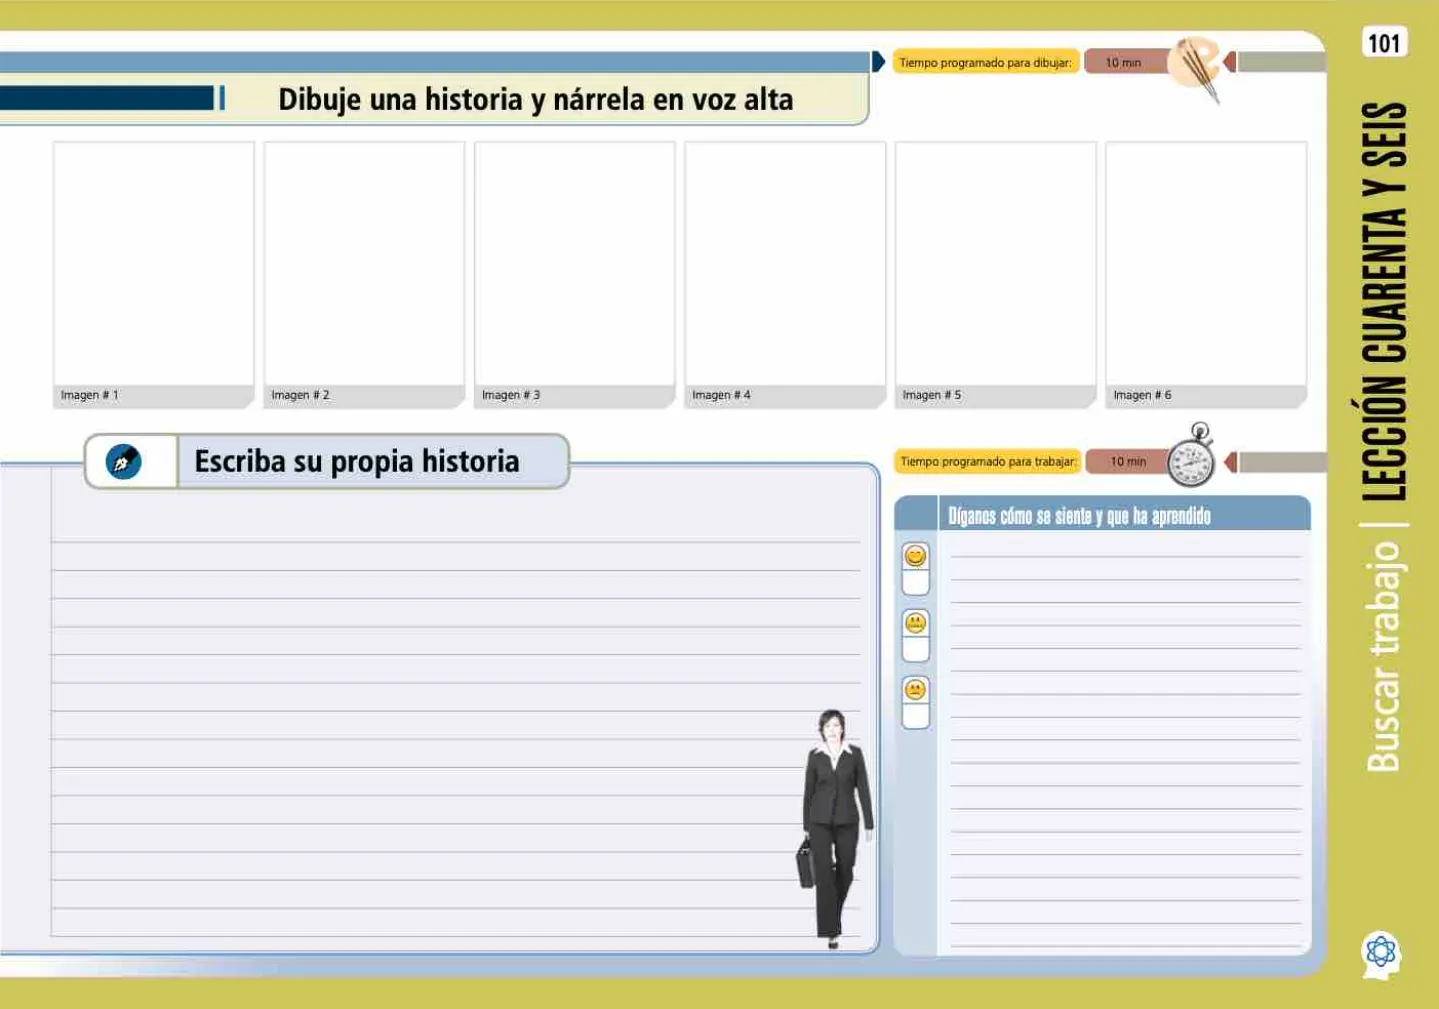 101
Tiempo programado para dibujar:
10 min
Dibuje una historia y nárrela en voz alta
Imagen # 1
Imagen # 2
Imagen # 3
Imagen # 4
Imagen # 5
Imagen # 6
Escriba su propia historia
Tiempo programado para trabajar:
10 min
Díganos cómo se siente y que ha aprendido
Buscar trabajo | LECCIÓN CUARENTA Y SEIS